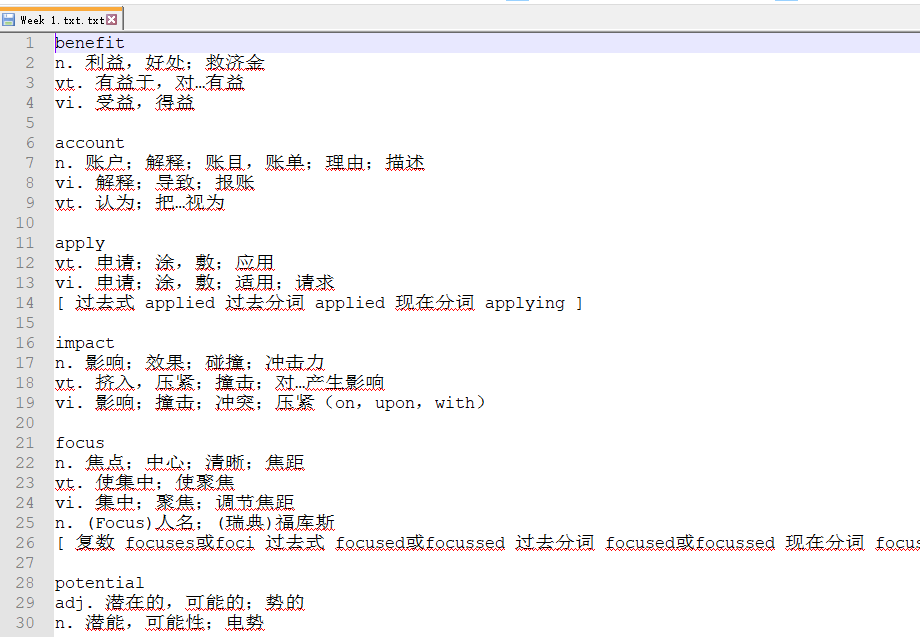 Week 1.txt.txt
1 benefit
2 n. 利益，好处；救济金
3 vt. 有益于，对…有益
4 vi. 受益，得益
5
6 account
7 n. 账户；解释；账目，账单；理由；描述
8 vi. 解释；导致；报账
9 vt. 认为；把…视为
10
11 apply
12 vt. 申请；涂，敷；应用
13 vi. 申请；涂，敷；适用；请求
14 [ 过去式 applied 过去分词 applied 现在分词 applying ]
15
16 impact
17 n. 影响；效果；碰撞；冲击力
18 vt. 挤入，压紧；撞击；对…产生影响
19 vi. 影响；撞击；冲突；压紧（on，upon，with）
20
21 focus
22 n. 焦点；中心；清晰；焦距
23 vt. 使集中；使聚焦
24 vi. 集中；聚焦；调节焦距
25 n. (Focus)人名；(瑞典)福库斯
26 [ 复数 focuses或foci 过去式 focused或focussed 过去分词 focused或focussed 现在分词 focus
27
28 potential
29 adj. 潜在的，可能的；势的
30 n. 潜能，可能性；电势